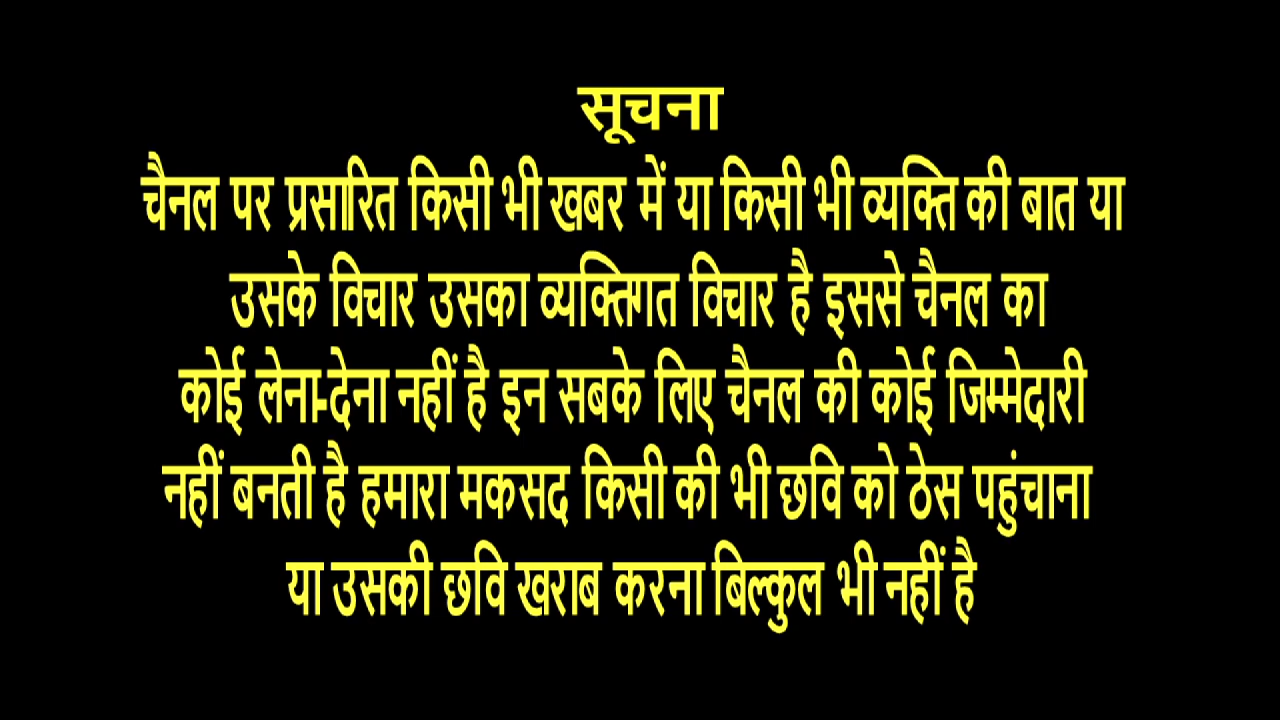 सूचना
चैनल पर प्रसारित किसी भी खबर में या किसी भी व्यक्ति की बात या
उसके विचार उसका व्यक्तिगत विचार है इससे चैनल का
कोई लेना-देना नहीं है इन सबके लिए चैनल की कोई जिम्मेदारी
नहीं बनती है हमारा मकसद किसी की भी छवि को ठेस पहुंचाना
या उसकी छवि खराब करना बिल्कुल भी नहीं है